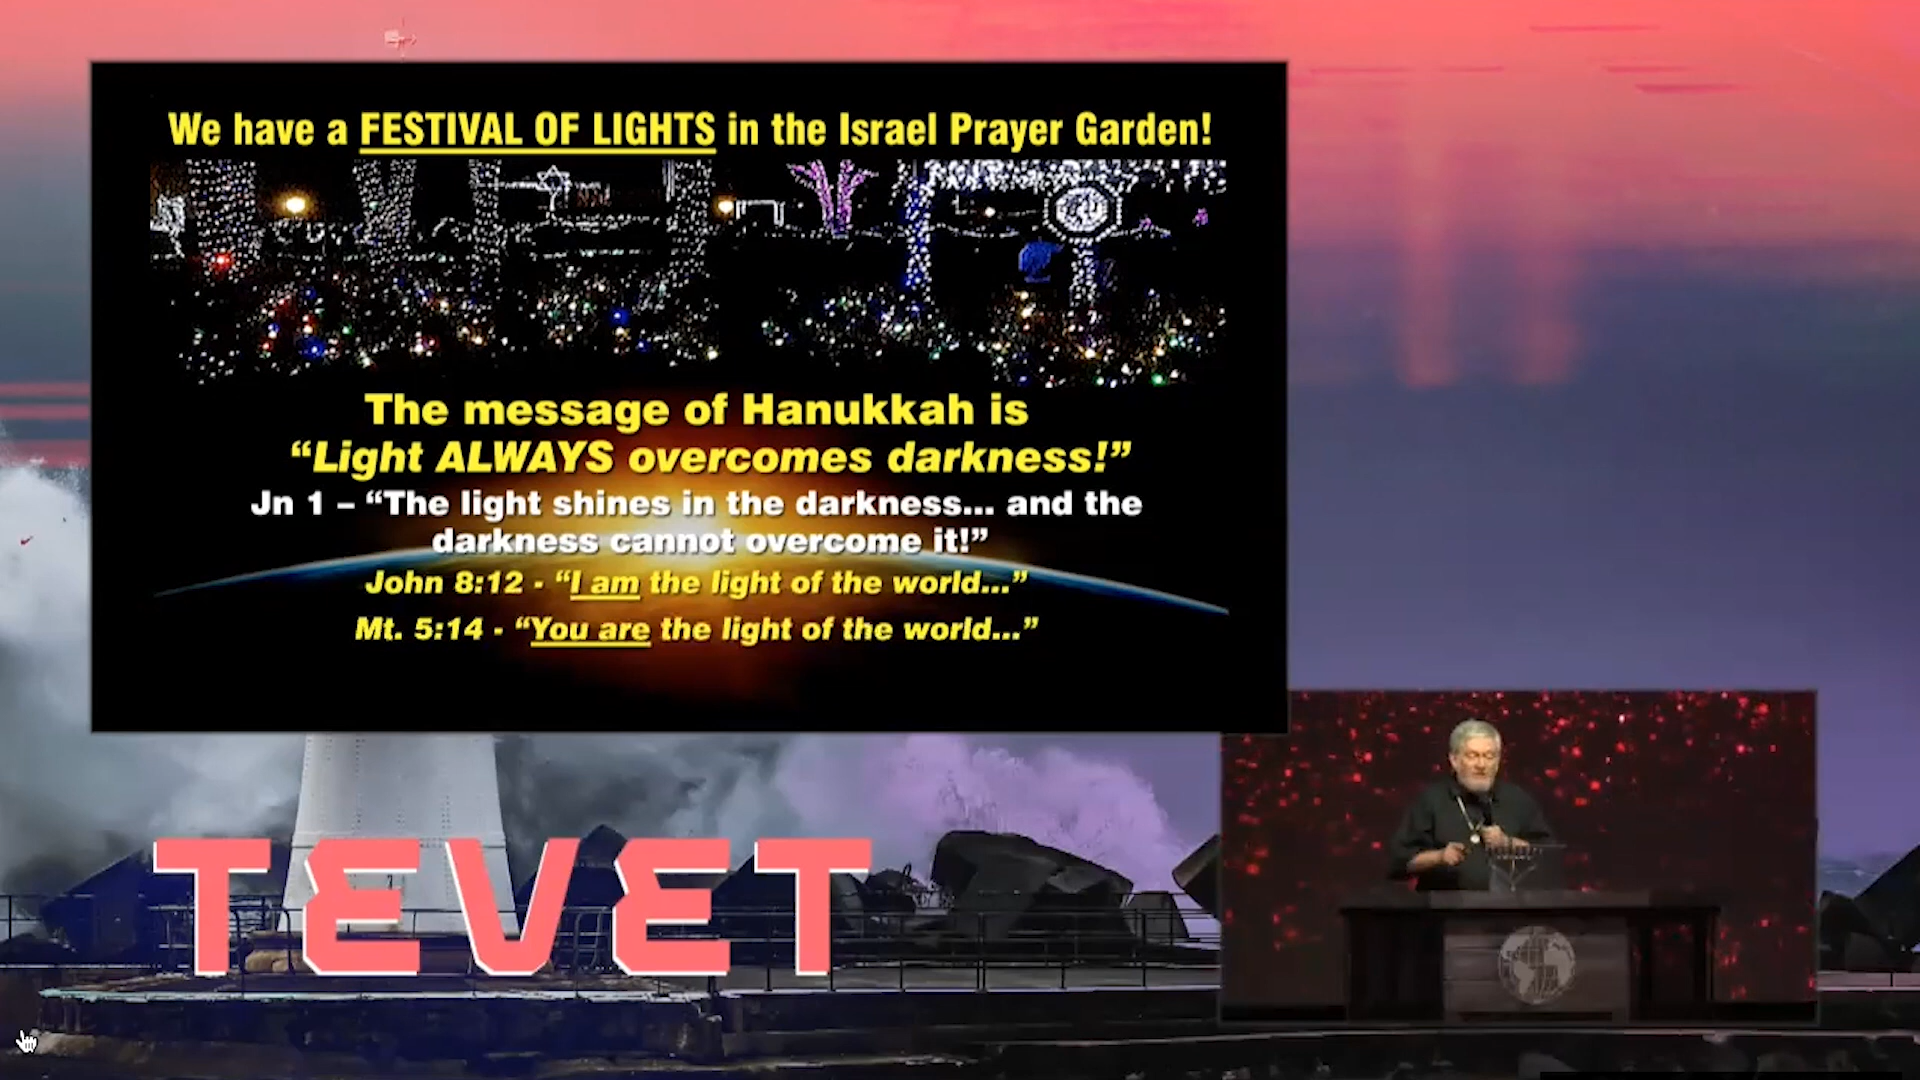 We have a FESTIVAL OF LIGHTS in the Israel Prayer Garden!
The message of Hanukkah is
“Light ALWAYS overcomes darkness!”
Jn 1 – “The light shines in the darkness... and the
darkness cannot overcome it!”
John 8:12 - “I am the light of the world...”
Mt. 5:14 - “You are the light of the world...”
TEVET